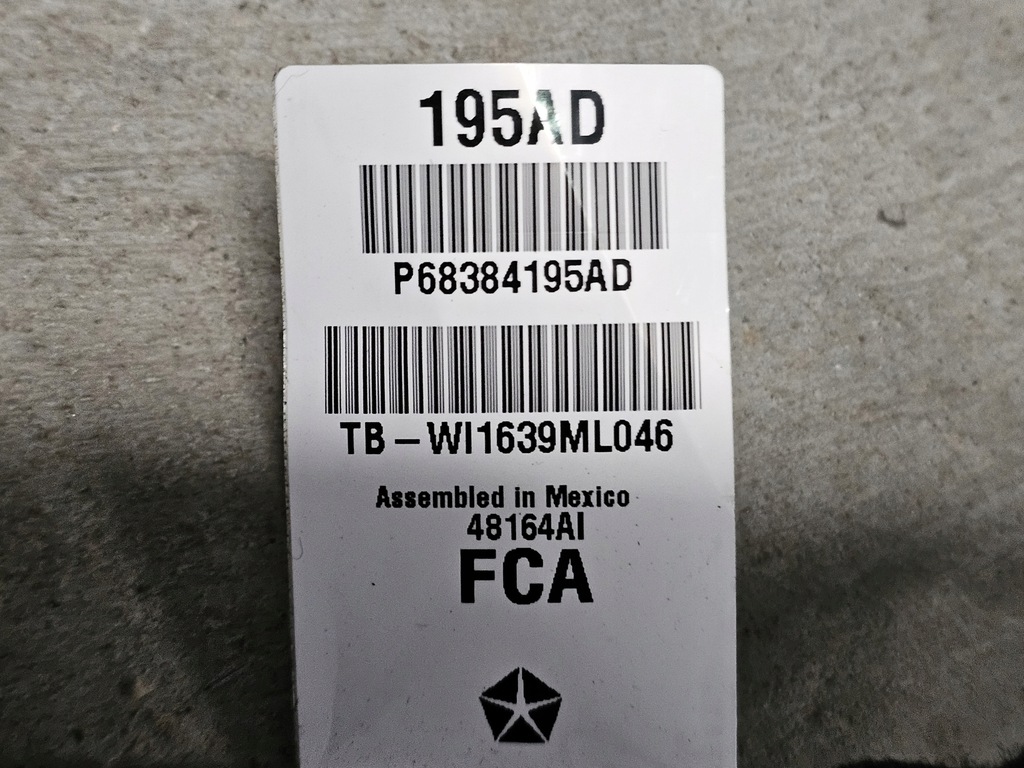 195AD
P68384195AD
TB-WI1639ML046
Assembled in Mexico
48164AI
FCA